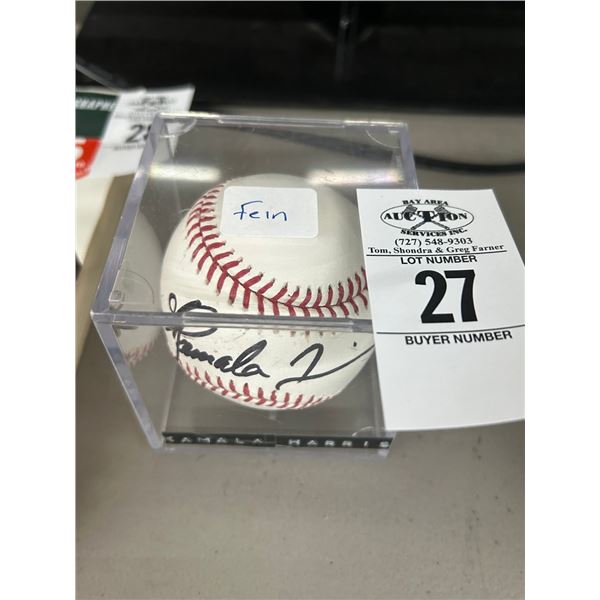 Fein
BAY AREA
AUCTION
SERVICES INC.
(727) 548-9303
Tom, Shondra & Greg Farner
LOT NUMBER
27
BUYER NUMBER
Kamala
KAMALA HARRIS